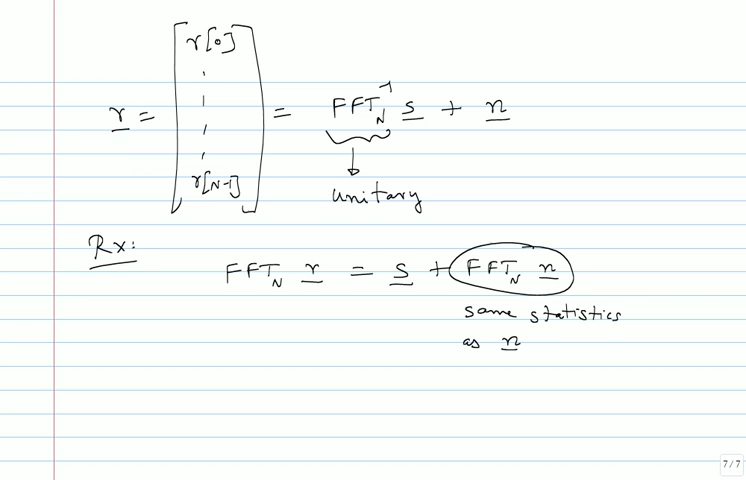 r = [r[0] ⋮ r[N-1]] = FFT_N^-1 s + n
unitary
Rx:
FFT_N r = s + FFT_N n
same statistics
as n
7/7